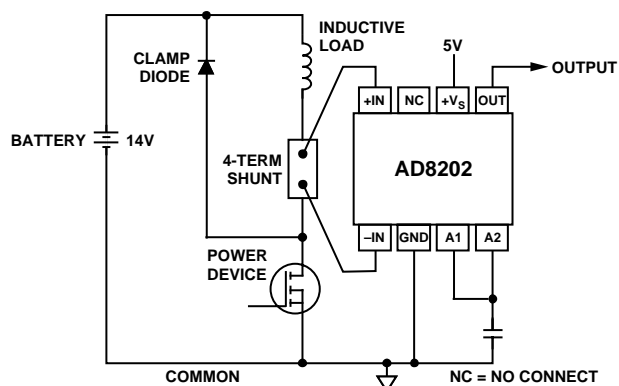 INDUCTIVE
LOAD
CLAMP
DIODE
5V
OUTPUT
+IN NC +VS OUT
BATTERY 14V
4-TERM
SHUNT
AD8202
–IN GND A1 A2
POWER
DEVICE
COMMON
NC = NO CONNECT